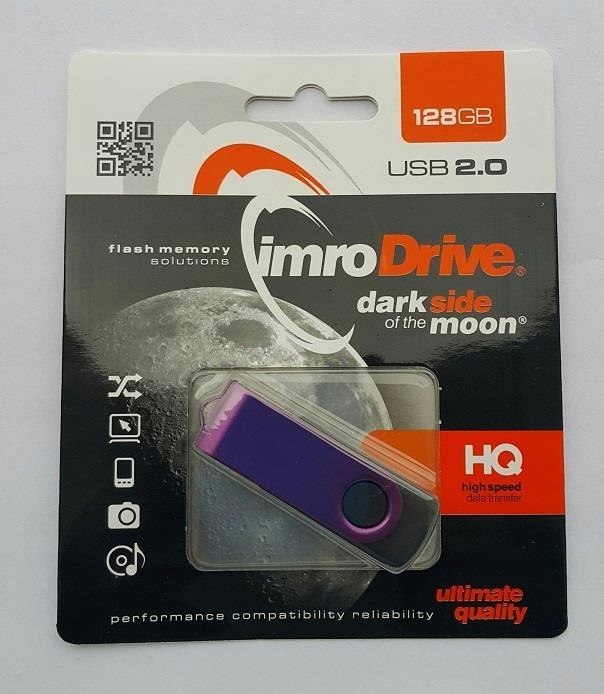 128GB
USB 2.0
flash memory
solutions
imroDrive®
dark side
of the moon®
HQ
high speed
data transfer
ultimate
quality
performance compatibility reliability